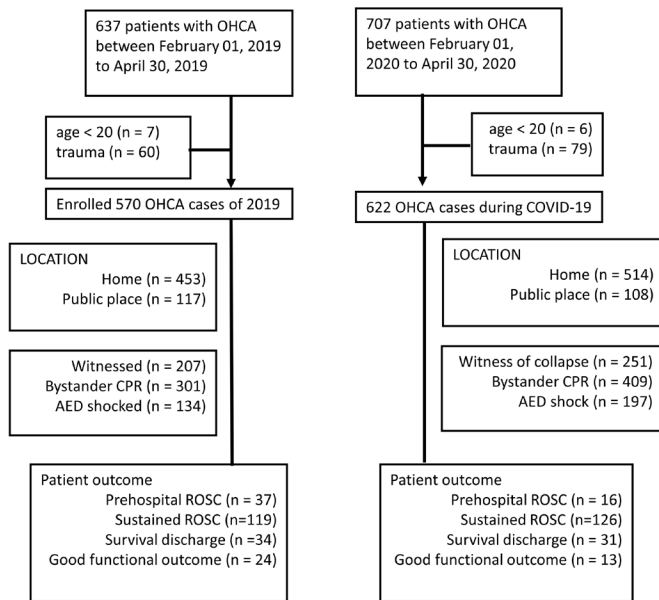 637 patients with OHCA
between February 01, 2019
to April 30, 2019
age < 20 (n = 7)
trauma (n = 60)
Enrolled 570 OHCA cases of 2019
LOCATION
Home (n = 453)
Public place (n = 117)
Witnessed (n = 207)
Bystander CPR (n = 301)
AED shocked (n = 134)
Patient outcome
Prehospital ROSC (n = 37)
Sustained ROSC (n=119)
Survival discharge (n =34)
Good functional outcome (n = 24)
707 patients with OHCA
between February 01,
2020 to April 30, 2020
age < 20 (n = 6)
trauma (n = 79)
622 OHCA cases during COVID-19
LOCATION
Home (n = 514)
Public place (n = 108)
Witness of collapse (n = 251)
Bystander CPR (n = 409)
AED shock (n = 197)
Patient outcome
Prehospital ROSC (n = 16)
Sustained ROSC (n=126)
Survival discharge (n = 31)
Good functional outcome (n = 13)